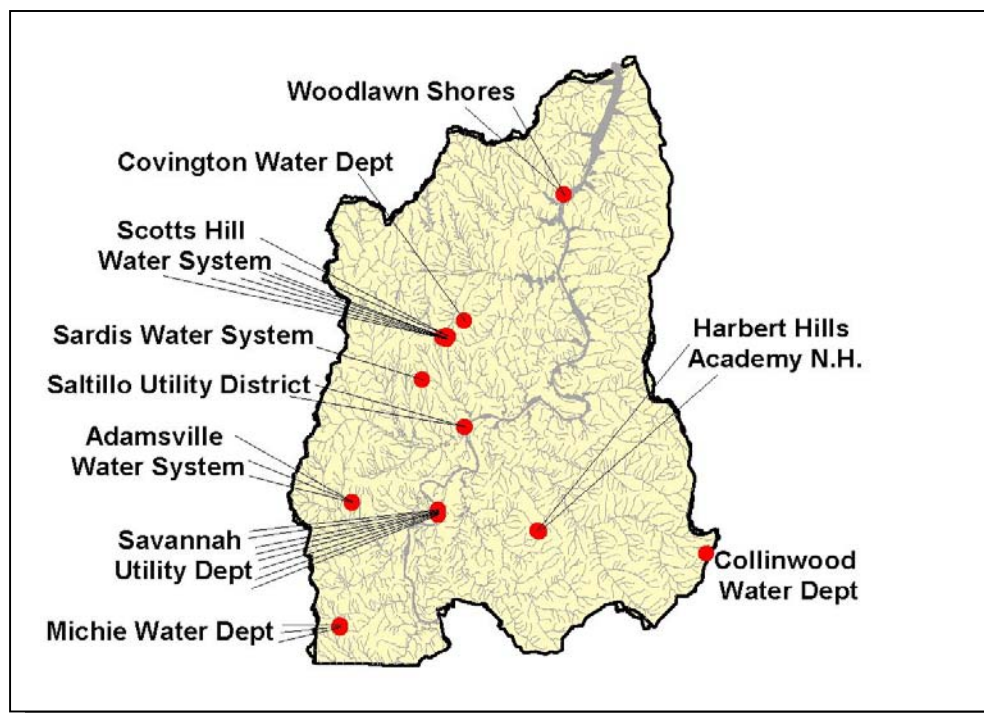 Woodlawn Shores
Covington Water Dept
Scotts Hill
Water System
Sardis Water System
Saltillo Utility District
Harbert Hills
Academy N.H.
Adamsville
Water System
Savannah
Utility Dept
Collinwood
Water Dept
Michie Water Dept